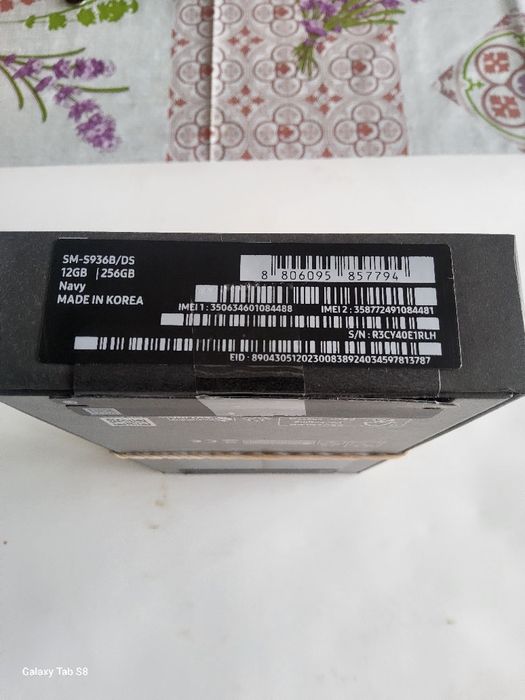 SM-S936B/DS
12GB | 256GB
Navy
MADE IN KOREA
8 806095 857794
IMEI 1 : 350634601084488
IMEI 2 : 358772491084481
S/N : R3CY40E1RLH
EID : 89043051202300838924034597813787
Galaxy Tab S8